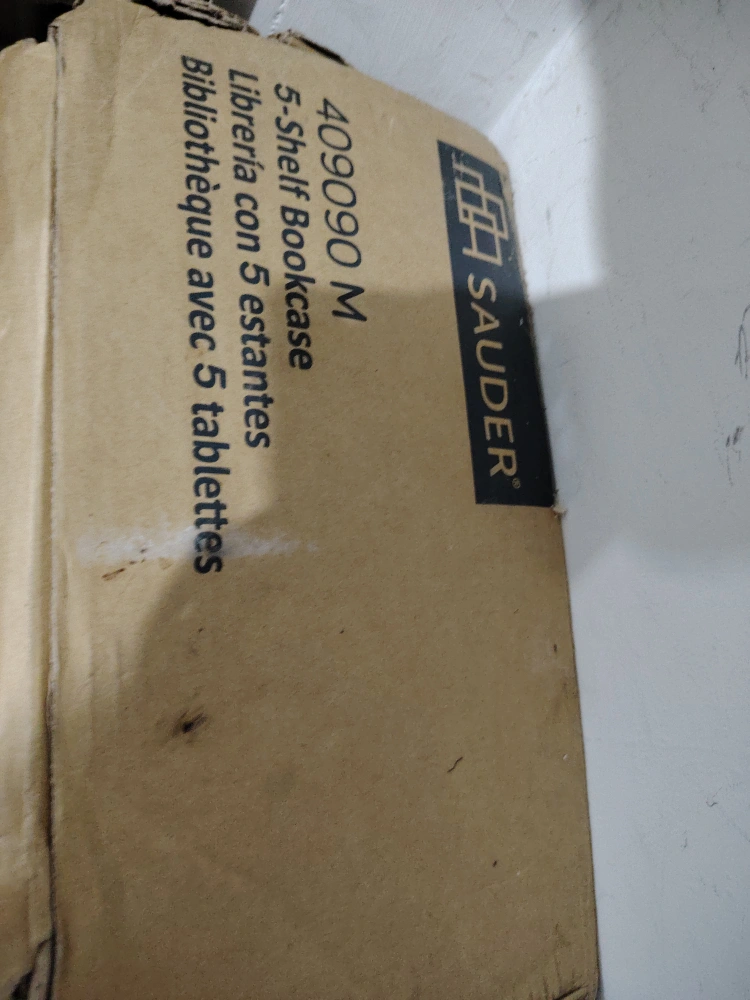 SAUDER®
409090 M
5-Shelf Bookcase
Librería con 5 estantes
Bibliothèque avec 5 tablettes